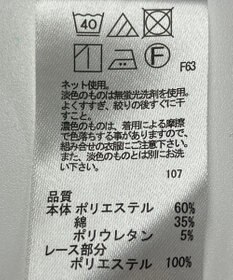 40
F
F63
ネット使用。
淡色のものは無蛍光洗剤を使用。
よくすすぎ、絞りの後すぐに干
すこと。
濃色のものは、着用による摩擦
で色落ちする事がありますので、
組み合せの衣服にご注意下さい。
また、淡色のものとは別にお洗
い下さい。
107
品質
本体 ポリエステル 60%
綿 35%
ポリウレタン 5%
レース部分
ポリエステル 100%